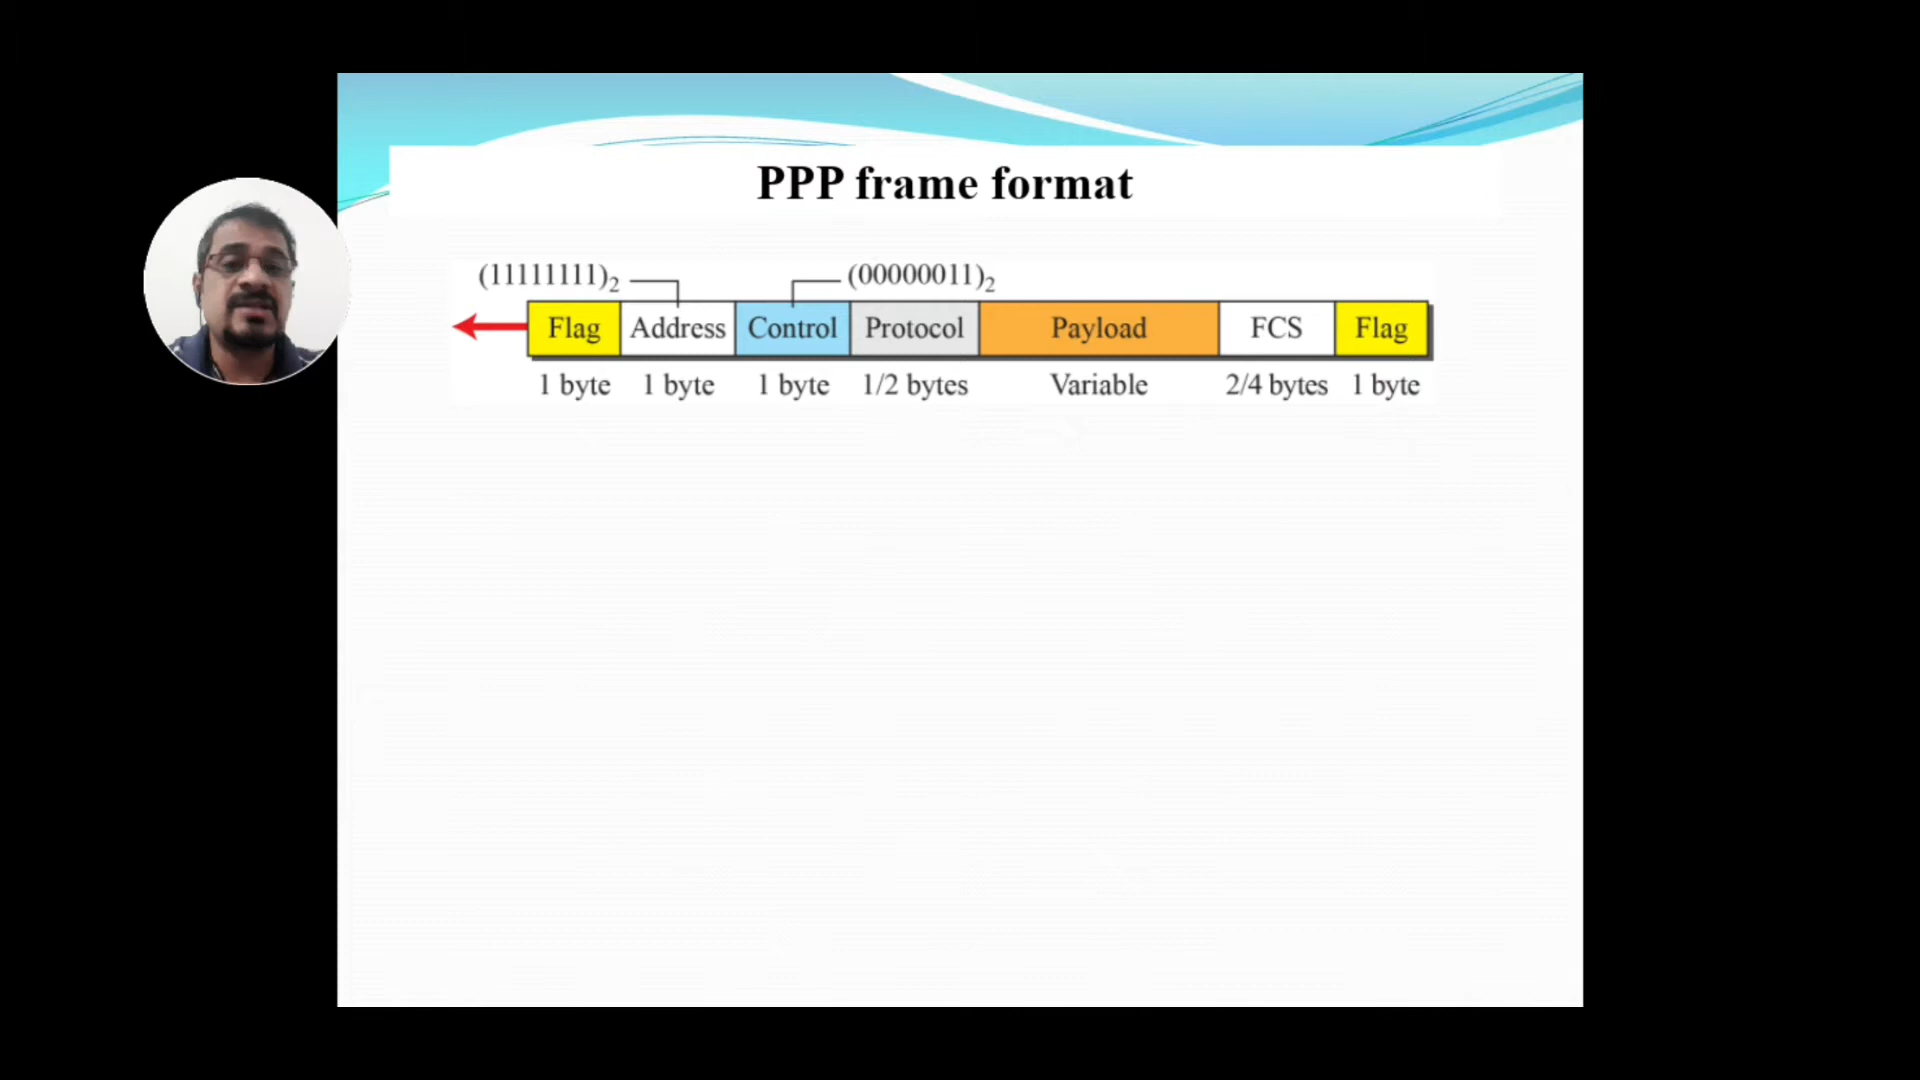 PPP frame format
(11111111)2 (00000011)2
Flag Address Control Protocol Payload FCS Flag
1 byte 1 byte 1 byte 1/2 bytes Variable 2/4 bytes 1 byte